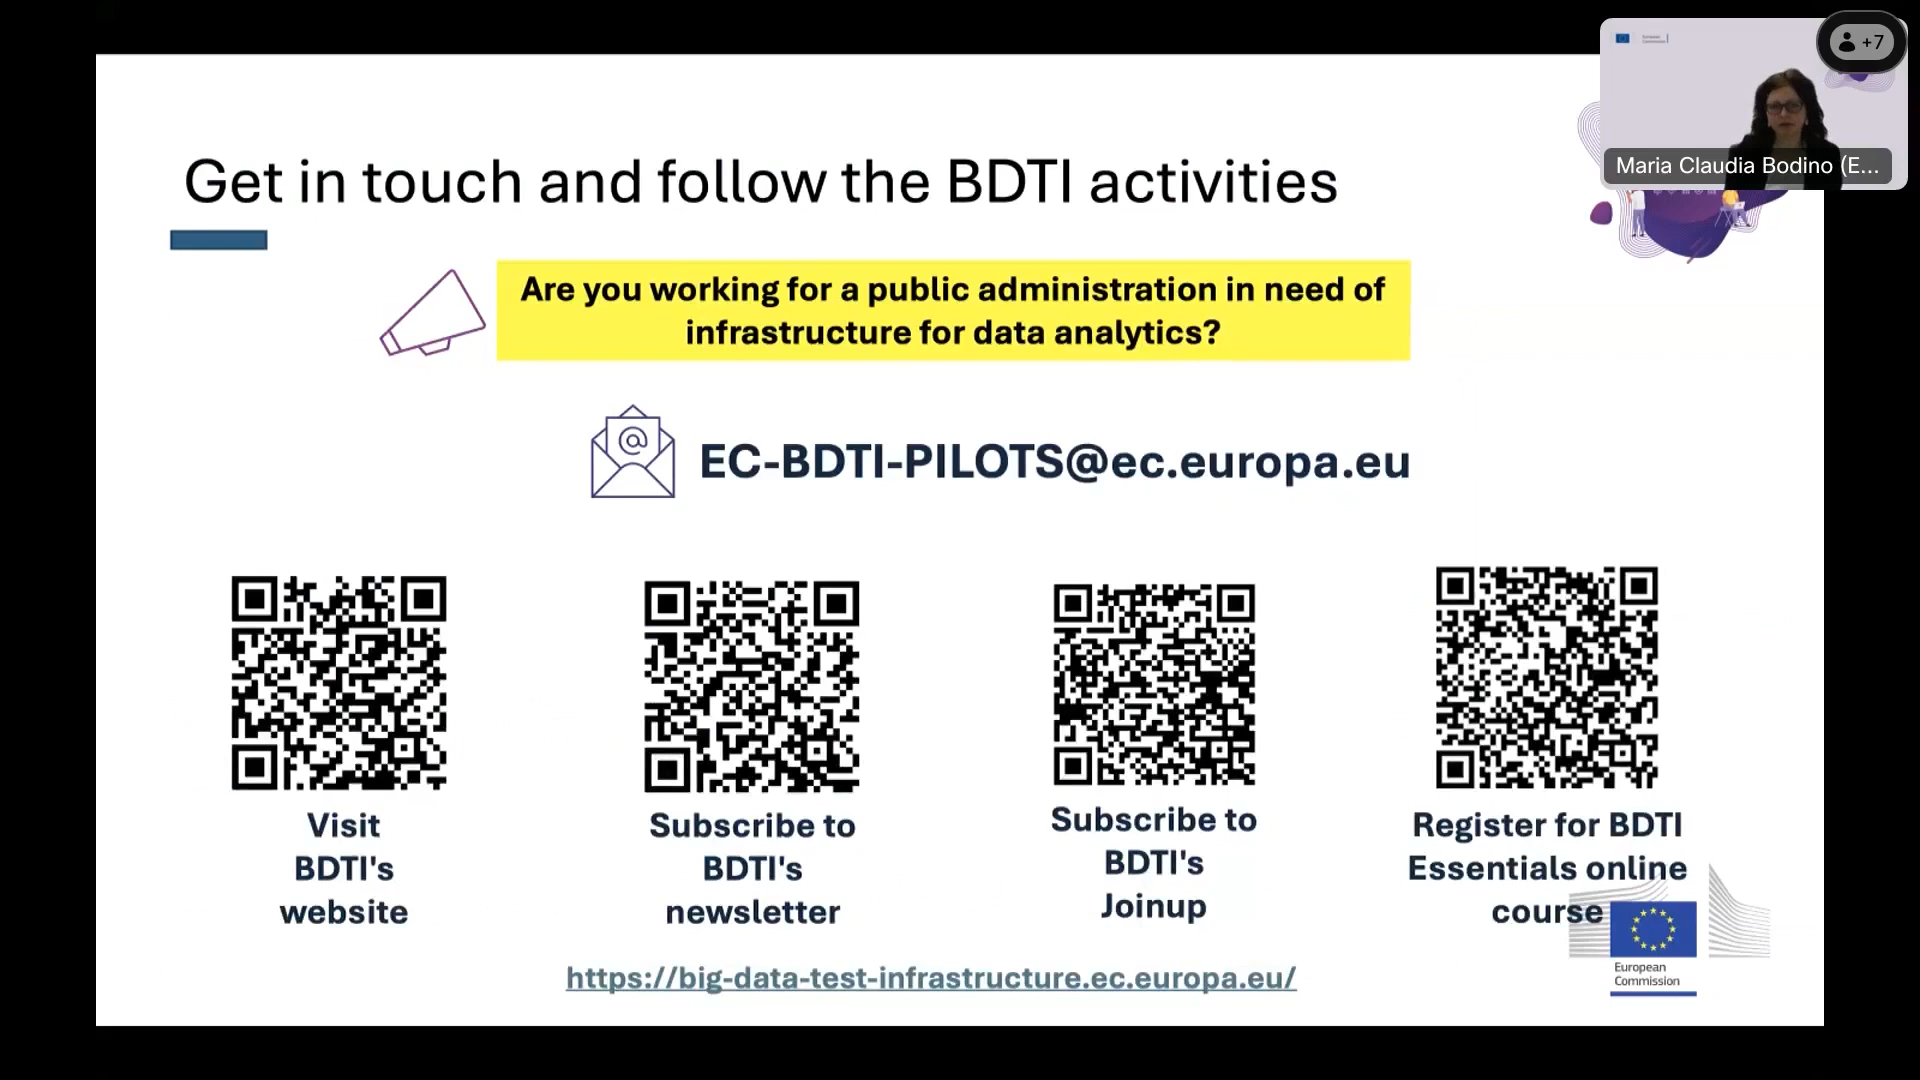 +7
Maria Claudia Bodino (E...
Get in touch and follow the BDTI activities
Are you working for a public administration in need of
infrastructure for data analytics?
EC-BDTI-PILOTS@ec.europa.eu
Visit
BDTI's
website
Subscribe to
BDTI's
newsletter
Subscribe to
BDTI's
Joinup
Register for BDTI
Essentials online
course
https://big-data-test-infrastructure.ec.europa.eu/
European
Commission